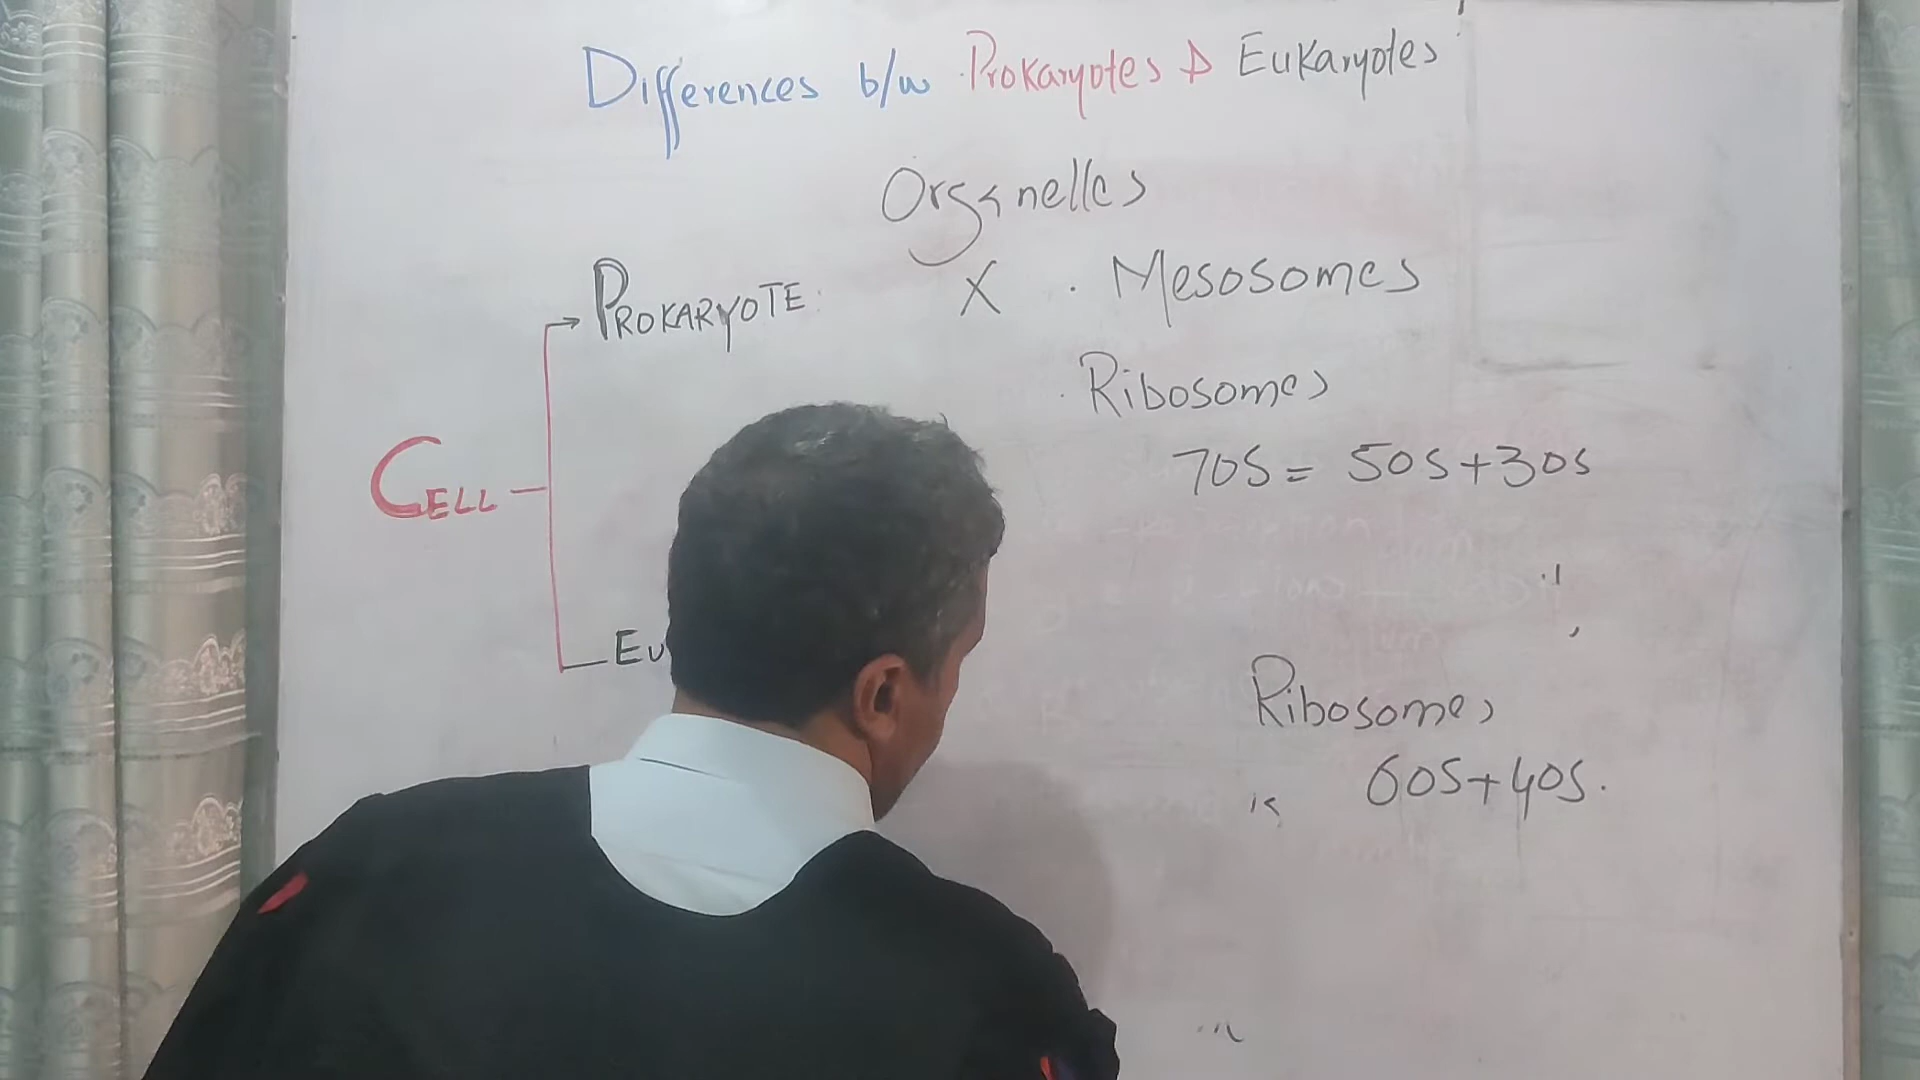 Differences b/w Prokaryotes & Eukaryotes
Organelles
PROKARYOTE
X . Mesosomes
. Ribosomes
70S = 50S+30S
CELL
Eu
Ribosomes
60S+40S.